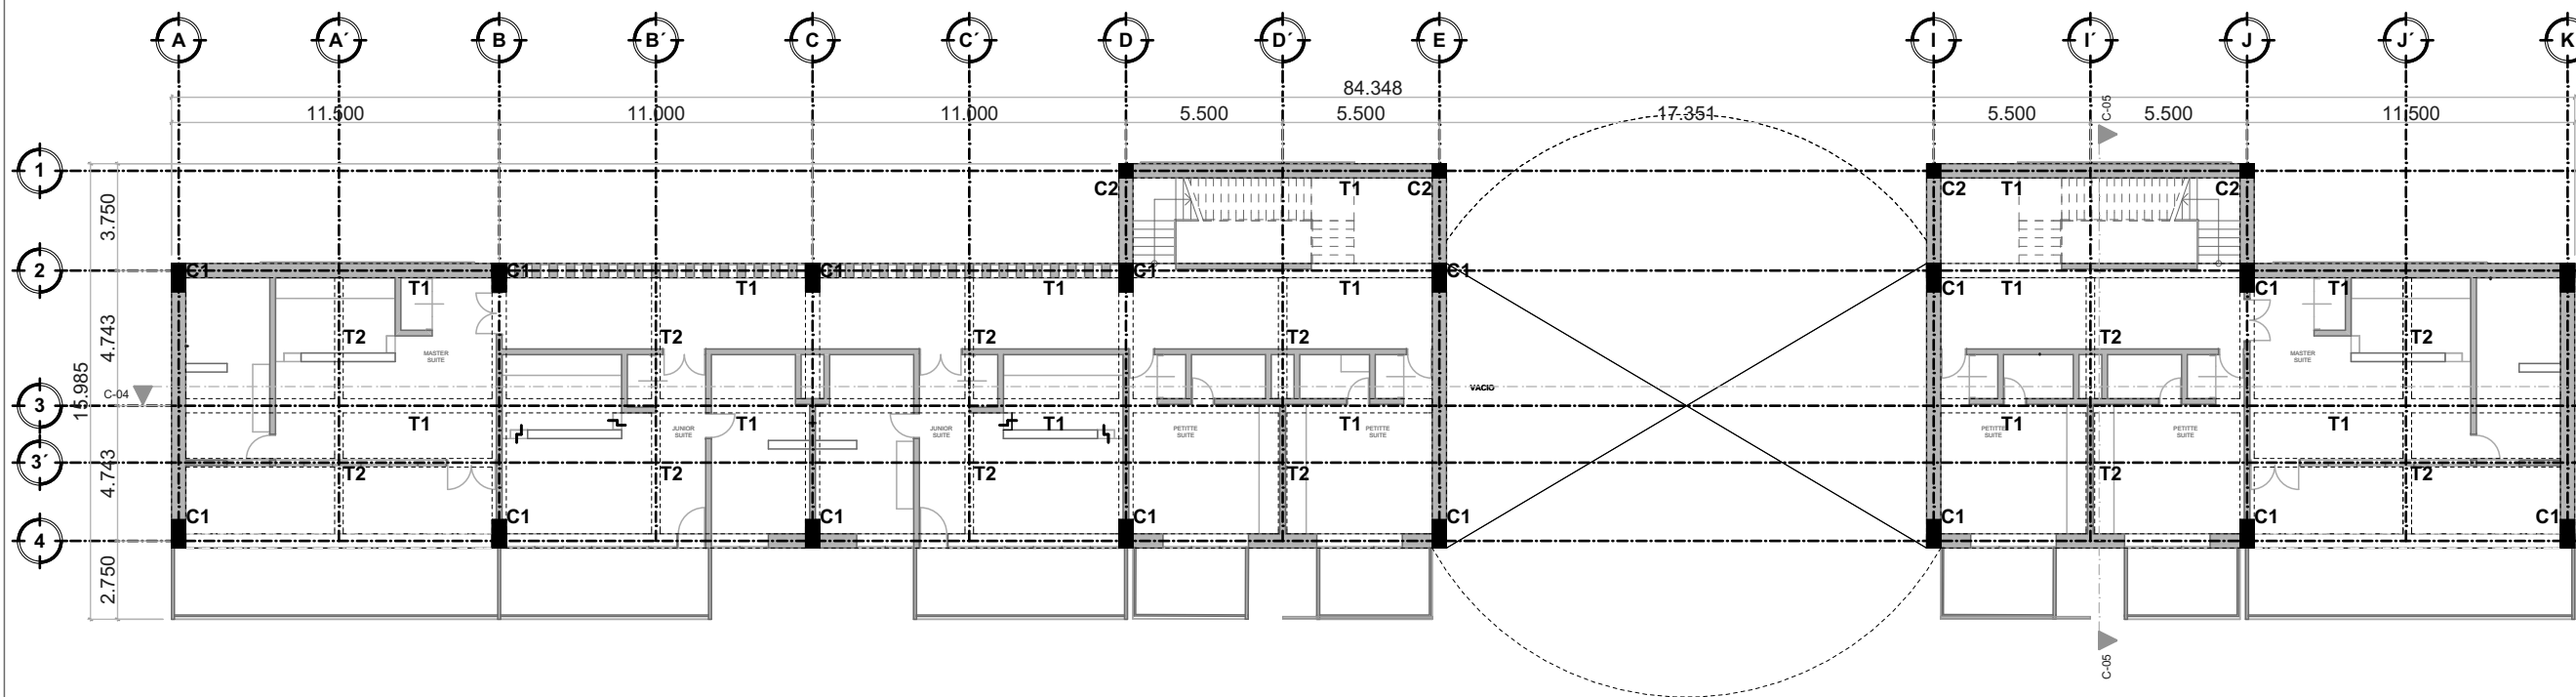 A A´ B B´ C C´ D D´ E I I´ J J´ K
84.348
11.500 11.000 11.000 5.500 5.500 17.351 5.500 5.500 11.500
C-05
1
3.750
C2 T1 C2 C2 T1 C2
2
C1 C1 C1 C1 C1
T1 T1 T1 T1 C1 T1 C1 T1
4.743
T2 T2 T2 T2 T2 T2
MASTER SUITE
MASTER SUITE
15.985
C-04
VACIO
3
T1 T1 T1 T1 T1 T1
JUNIOR SUITE
JUNIOR SUITE
PETITTE SUITE
PETITTE SUITE
PETITTE SUITE
PETITTE SUITE
3´
4.743
T2 T2 T2 T2 T2 T2
C1 C1 C1 C1 C1 C1 C1 C1
4
2.750
C-05